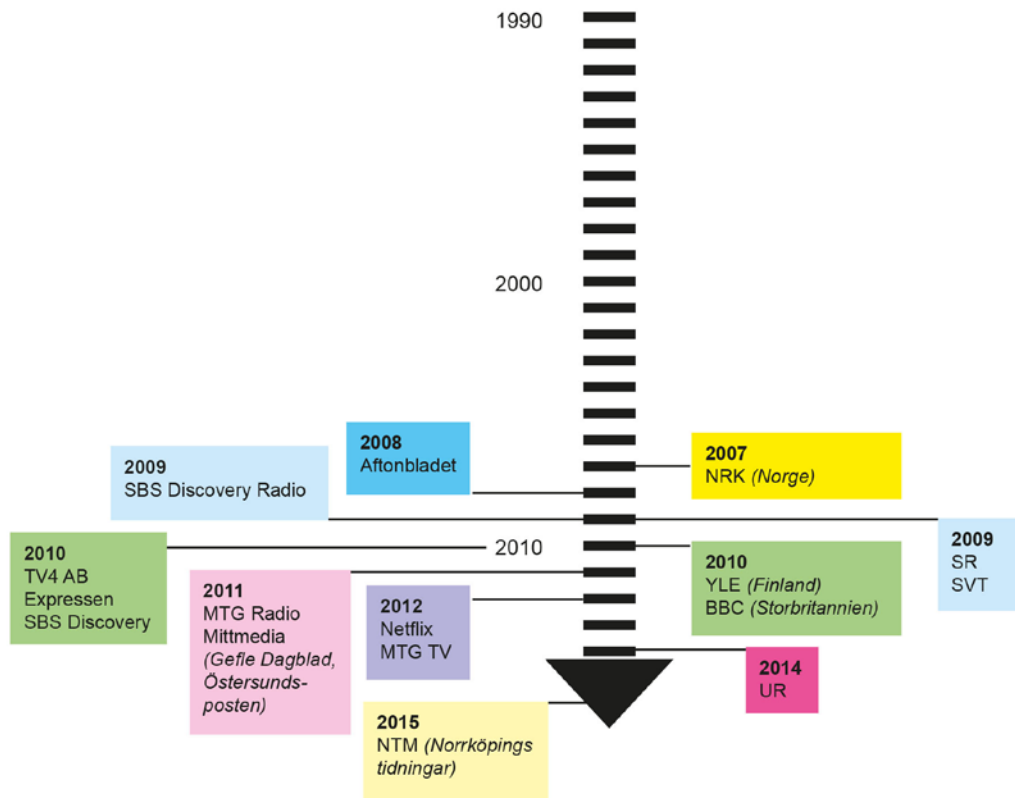 1990
2000
2008
Aftonbladet
2007
NRK (Norge)
2009
SBS Discovery Radio
2010
2010
TV4 AB
Expressen
SBS Discovery
2009
SR
SVT
2010
YLE (Finland)
BBC (Storbritannien)
2011
MTG Radio
Mittmedia
(Gefle Dagblad,
Östersunds-
posten)
2012
Netflix
MTG TV
2014
UR
2015
NTM (Norrköpings
tidningar)